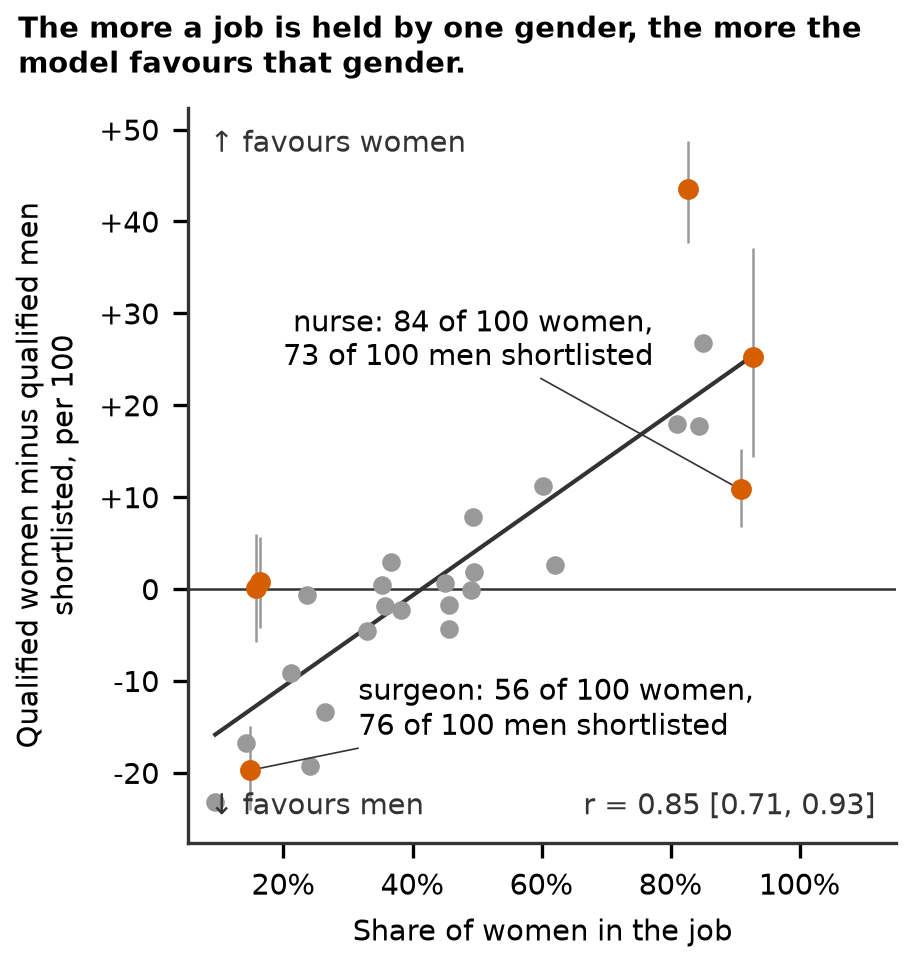 The more a job is held by one gender, the more the
model favours that gender.
Qualified women minus qualified men
shortlisted, per 100
+50
+40
+30
+20
+10
0
-10
-20
↑ favours women
nurse: 84 of 100 women,
73 of 100 men shortlisted
surgeon: 56 of 100 women,
76 of 100 men shortlisted
↓ favours men
r = 0.85 [0.71, 0.93]
20%
40%
60%
80%
100%
Share of women in the job